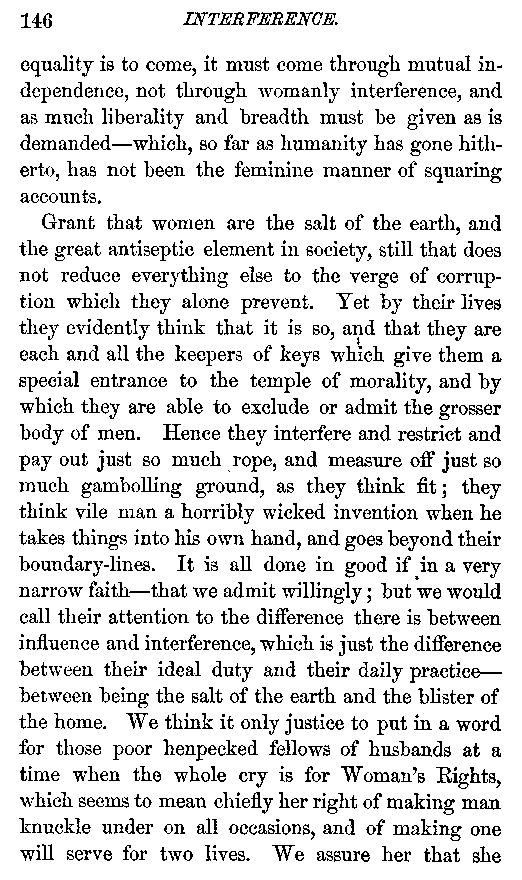 146 INTERFERENCE.
equality is to come, it must come through mutual in-
dependence, not through womanly interference, and
as much liberality and breadth must be given as is
demanded—which, so far as humanity has gone hith-
erto, has not been the feminine manner of squaring
accounts.
Grant that women are the salt of the earth, and
the great antiseptic element in society, still that does
not reduce everything else to the verge of corrup-
tion which they alone prevent. Yet by their lives
they evidently think that it is so, and that they are
each and all the keepers of keys which give them a
special entrance to the temple of morality, and by
which they are able to exclude or admit the grosser
body of men. Hence they interfere and restrict and
pay out just so much rope, and measure off just so
much gambolling ground, as they think fit; they
think vile man a horribly wicked invention when he
takes things into his own hand, and goes beyond their
boundary-lines. It is all done in good if in a very
narrow faith—that we admit willingly; but we would
call their attention to the difference there is between
influence and interference, which is just the difference
between their ideal duty and their daily practice—
between being the salt of the earth and the blister of
the home. We think it only justice to put in a word
for those poor henpecked fellows of husbands at a
time when the whole cry is for Woman's Rights,
which seems to mean chiefly her right of making man
knuckle under on all occasions, and of making one
will serve for two lives. We assure her that she